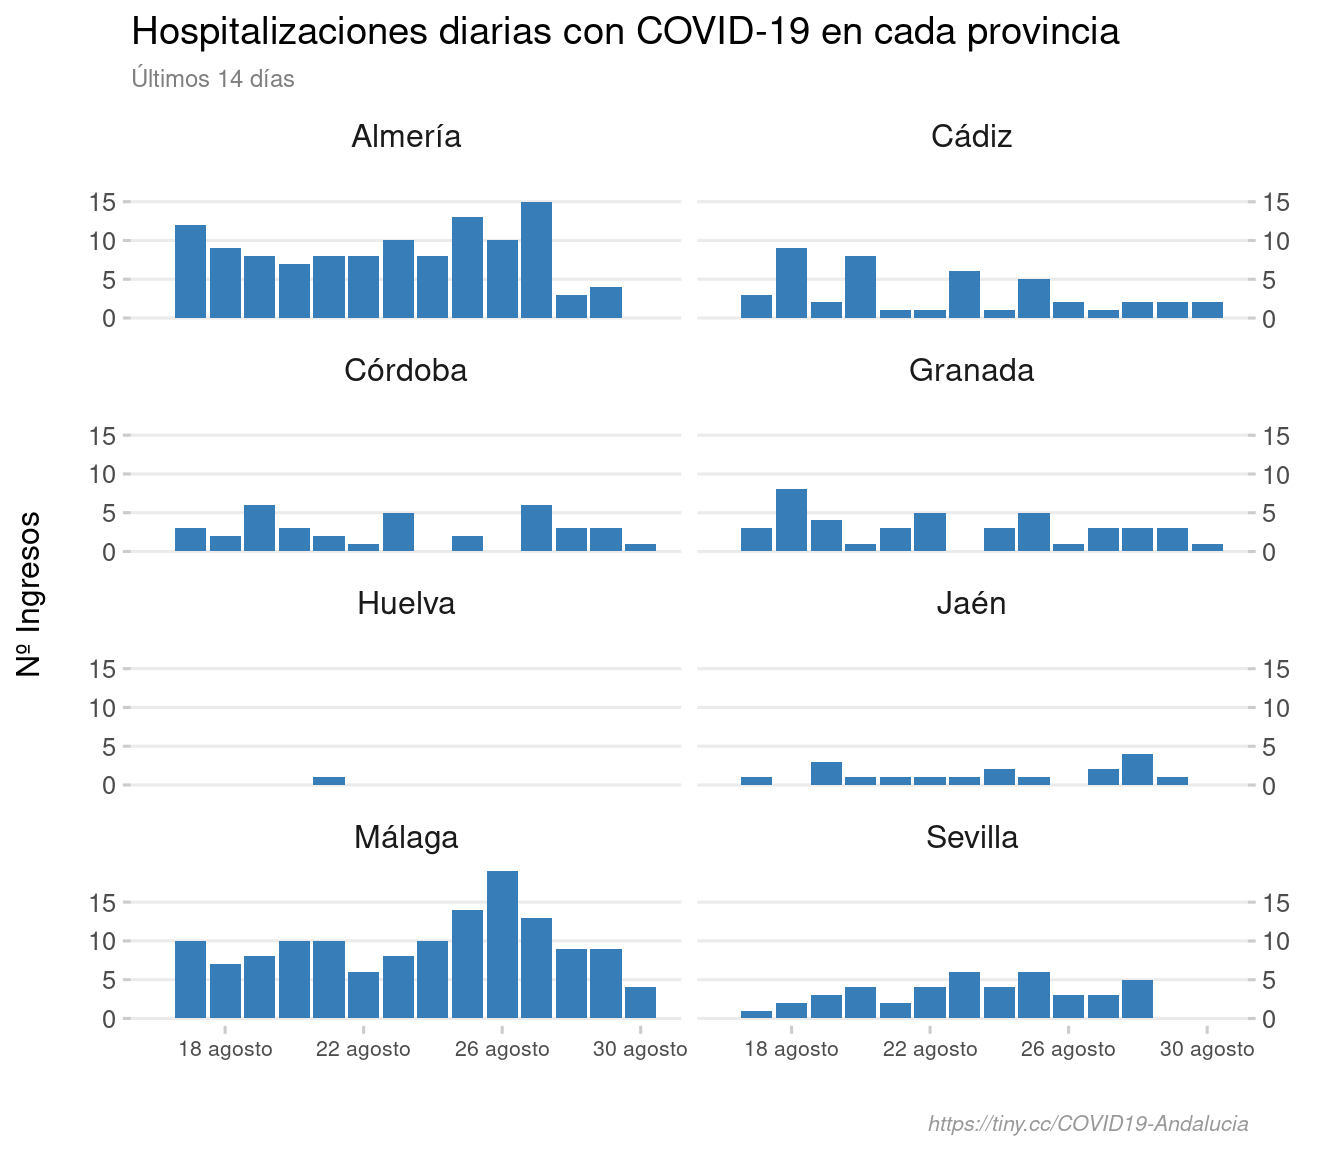 Hospitalizaciones diarias con COVID-19 en cada provincia
Últimos 14 días
Almería Cádiz
15 15
10 10
5 5
0 0
Córdoba Granada
15 15
10 10
5 5
0 0
Nº Ingresos
Huelva Jaén
15 15
10 10
5 5
0 0
Málaga Sevilla
15 15
10 10
5 5
0 0
18 agosto 22 agosto 26 agosto 30 agosto 18 agosto 22 agosto 26 agosto 30 agosto
https://tiny.cc/COVID19-Andalucia